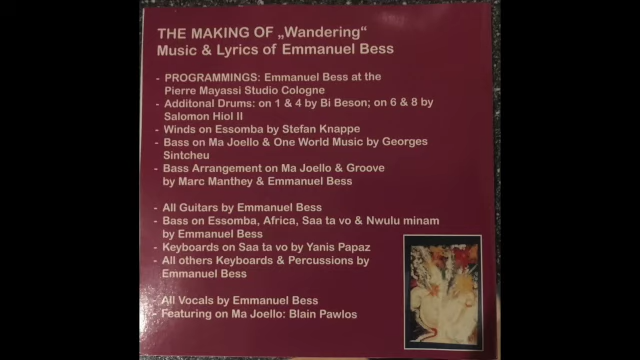 THE MAKING OF „Wandering“
Music & Lyrics of Emmanuel Bess
- PROGRAMMINGS: Emmanuel Bess at the
Pierre Mayassi Studio Cologne
- Additonal Drums: on 1 & 4 by Bi Beson; on 6 & 8 by
Salomon Hiol II
- Winds on Essomba by Stefan Knappe
- Bass on Ma Joello & One World Music by Georges
Sintcheu
- Bass Arrangement on Ma Joello & Groove
by Marc Manthey & Emmanuel Bess
- All Guitars by Emmanuel Bess
- Bass on Essomba, Africa, Saa ta vo & Nwulu minam
by Emmanuel Bess
- Keyboards on Saa ta vo by Yanis Papaz
- All others Keyboards & Percussions by
Emmanuel Bess
- All Vocals by Emmanuel Bess
- Featuring on Ma Joello: Blain Pawlos